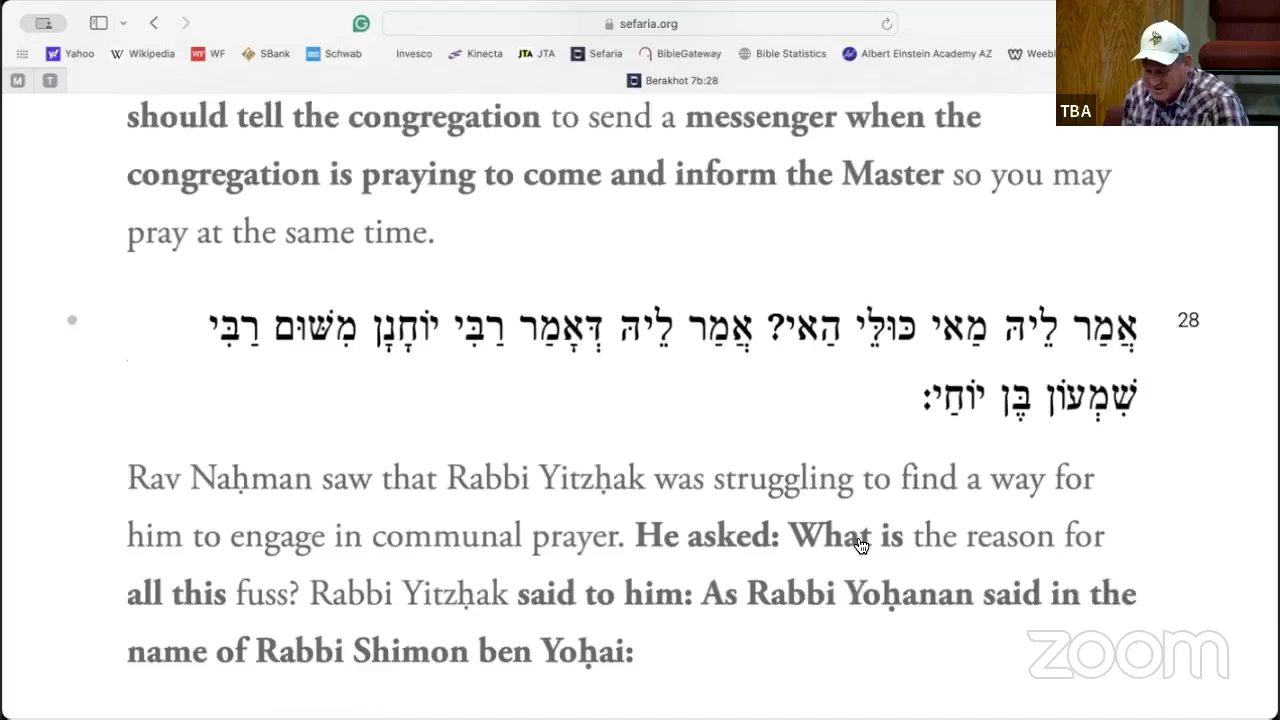 sefaria.org
Yahoo Wikipedia WF WF SBank Schwab Invesco Kinecta JTA JTA Sefaria BibleGateway Bible Statistics Albert Einstein Academy AZ Weebl
M T Berakhot 7b:28
TBA
should tell the congregation to send a messenger when the
congregation is praying to come and inform the Master so you may
pray at the same time.
אֲמַר לֵיהּ מַאי כּוּלֵּי הַאי? אֲמַר לֵיהּ דְּאָמַר רַבִּי יוֹחָנָן מִשּׁוּם רַבִּי
28
שִׁמְעוֹן בֶּן יוֹחַי:
Rav Naḥman saw that Rabbi Yitzḥak was struggling to find a way for
him to engage in communal prayer. He asked: What is the reason for
all this fuss? Rabbi Yitzḥak said to him: As Rabbi Yoḥanan said in the
name of Rabbi Shimon ben Yoḥai:
zoom